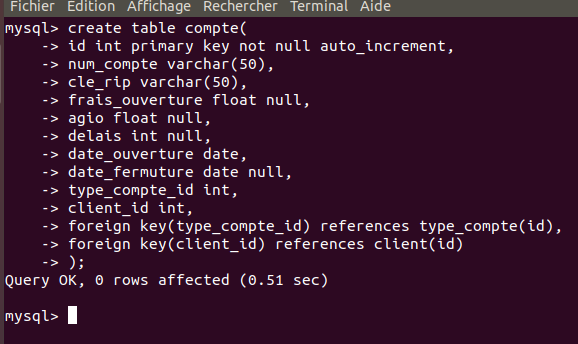 Fichier Edition Affichage Rechercher Terminal Aide
mysql> create table compte(
-> id int primary key not null auto_increment,
-> num_compte varchar(50),
-> cle_rip varchar(50),
-> frais_ouverture float null,
-> agio float null,
-> delais int null,
-> date_ouverture date,
-> date_fermuture date null,
-> type_compte_id int,
-> client_id int,
-> foreign key(type_compte_id) references type_compte(id),
-> foreign key(client_id) references client(id)
-> );
Query OK, 0 rows affected (0.51 sec)
mysql>